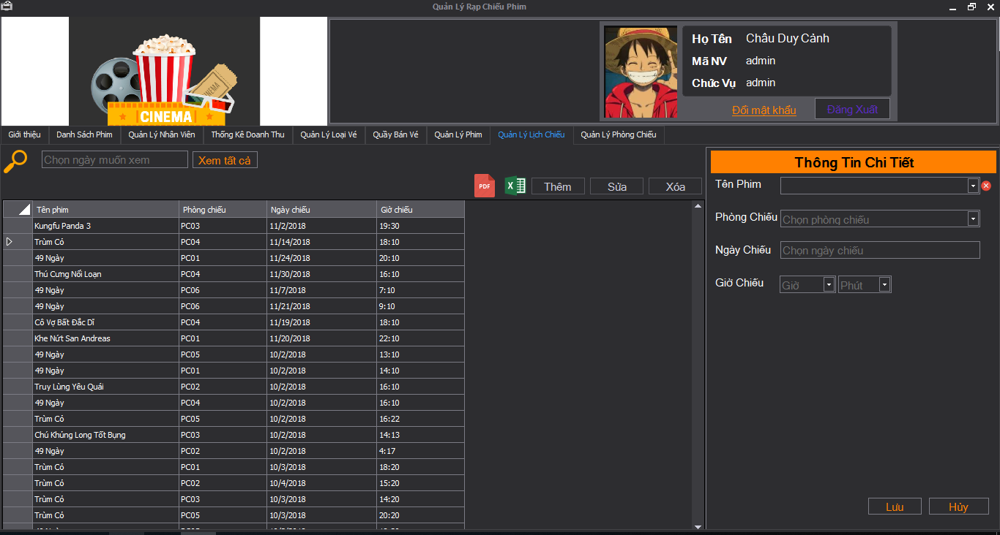 Quản Lý Rạp Chiếu Phim
CINEMA
CINEMA
Họ Tên Châu Duy Cảnh
Mã NV admin
Chức Vụ admin
Đổi mật khẩu Đăng Xuất
Giới thiệu Danh Sách Phim Quản Lý Nhân Viên Thống Kê Doanh Thu Quản Lý Loại Vé Quầy Bán Vé Quản Lý Phim Quản Lý Lịch Chiếu Quản Lý Phòng Chiếu
Chọn ngày muốn xem Xem tất cả
PDF X Thêm Sửa Xóa
Tên phim Phòng chiếu Ngày chiếu Giờ chiếu
Kungfu Panda 3 PC03 11/2/2018 19:30
Trùm Cỏ PC04 11/14/2018 18:10
49 Ngày PC01 11/24/2018 20:10
Thú Cưng Nổi Loạn PC04 11/30/2018 16:10
49 Ngày PC06 11/7/2018 7:10
49 Ngày PC06 11/21/2018 9:10
Cô Vợ Bất Đắc Dĩ PC04 11/19/2018 18:10
Khe Nứt San Andreas PC01 11/20/2018 22:10
49 Ngày PC05 10/2/2018 13:10
49 Ngày PC01 10/2/2018 14:10
Truy Lùng Yêu Quái PC02 10/2/2018 16:10
49 Ngày PC04 10/2/2018 16:10
Trùm Cỏ PC05 10/2/2018 16:22
Chú Khủng Long Tốt Bụng PC03 10/2/2018 14:13
49 Ngày PC02 10/2/2018 4:17
Trùm Cỏ PC01 10/3/2018 18:20
Trùm Cỏ PC02 10/4/2018 15:20
Trùm Cỏ PC03 10/3/2018 14:20
Trùm Cỏ PC05 10/3/2018 20:20
Thông Tin Chi Tiết
Tên Phim
Phòng Chiếu Chọn phòng chiếu
Ngày Chiếu Chọn ngày chiếu
Giờ Chiếu Giờ Phút
Lưu Hủy